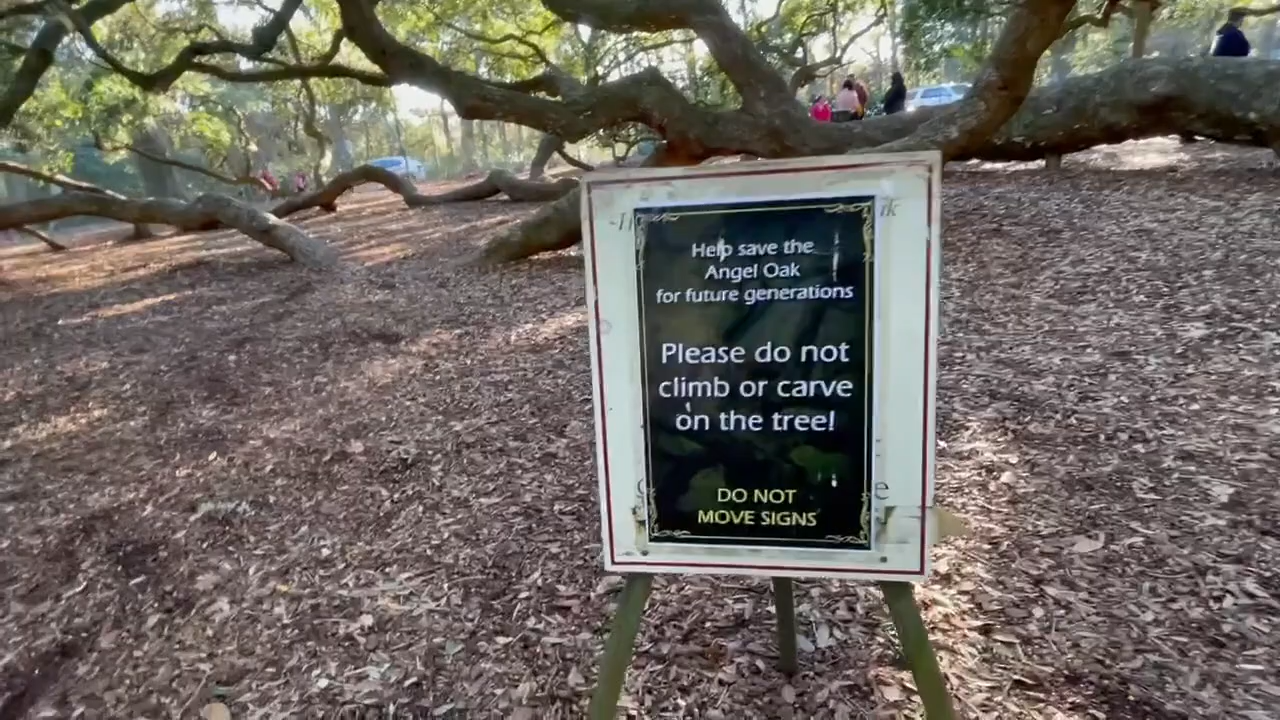 Help save the
Angel Oak
for future generations
Please do not
climb or carve
on the tree!
DO NOT
MOVE SIGNS